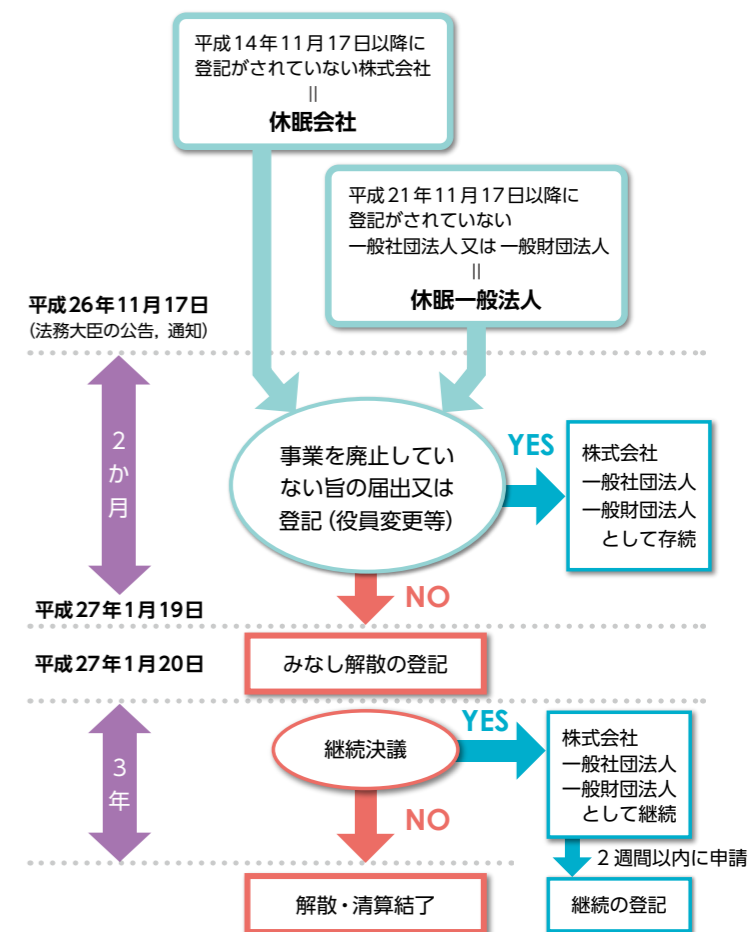 平成14年11月17日以降に
登記がされていない株式会社
＝
休眠会社
平成21年11月17日以降に
登記がされていない
一般社団法人又は一般財団法人
＝
休眠一般法人
平成26年11月17日
（法務大臣の公告，通知）
2か月
事業を廃止してい
ない旨の届出又は
登記（役員変更等）
YES
株式会社
一般社団法人
一般財団法人
として存続
NO
平成27年1月19日
平成27年1月20日
みなし解散の登記
3年
継続決議
YES
株式会社
一般社団法人
一般財団法人
として継続
NO
2週間以内に申請
解散・清算結了
継続の登記